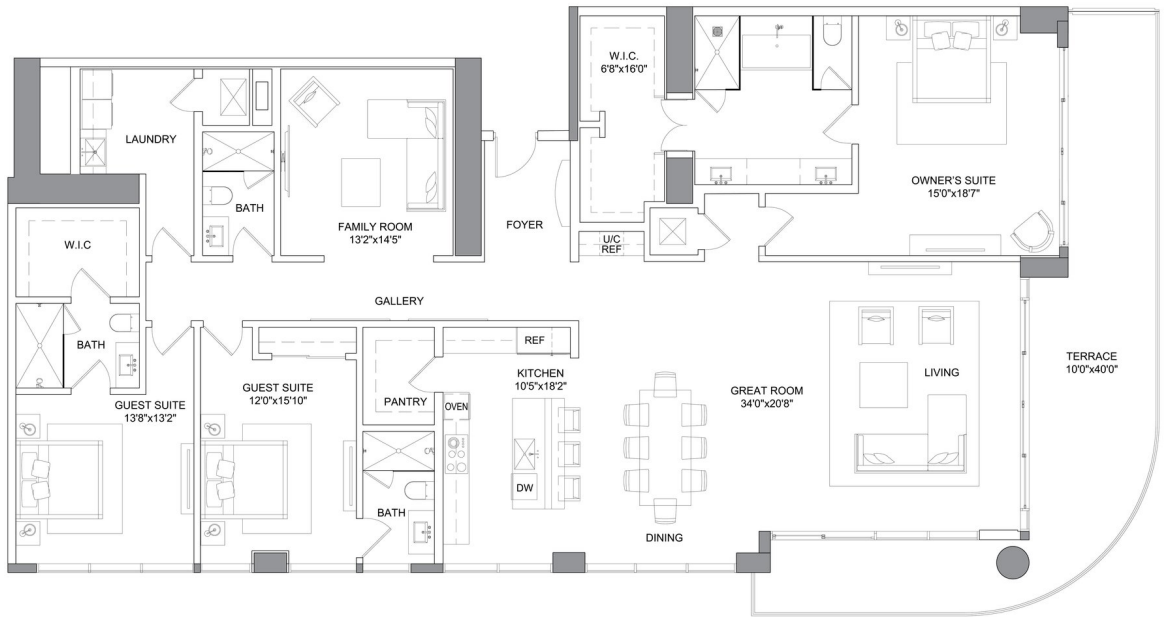 W.I.C.
6'8"x16'0"
LAUNDRY
BATH
FAMILY ROOM
13'2"x14'5"
FOYER
U/C
REF
OWNER'S SUITE
15'0"x18'7"
W.I.C
GALLERY
BATH
REF
KITCHEN
10'5"x18'2"
GUEST SUITE
13'8"x13'2"
GUEST SUITE
12'0"x15'10"
PANTRY
OVEN
GREAT ROOM
34'0"x20'8"
LIVING
TERRACE
10'0"x40'0"
DW
BATH
DINING